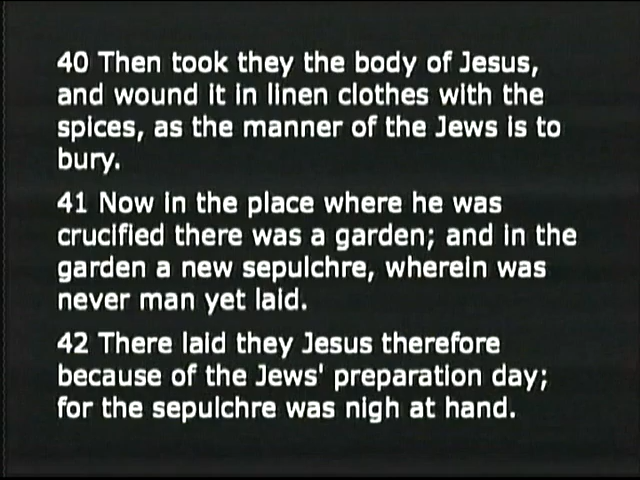 40 Then took they the body of Jesus,
and wound it in linen clothes with the
spices, as the manner of the Jews is to
bury.
41 Now in the place where he was
crucified there was a garden; and in the
garden a new sepulchre, wherein was
never man yet laid.
42 There laid they Jesus therefore
because of the Jews' preparation day;
for the sepulchre was nigh at hand.